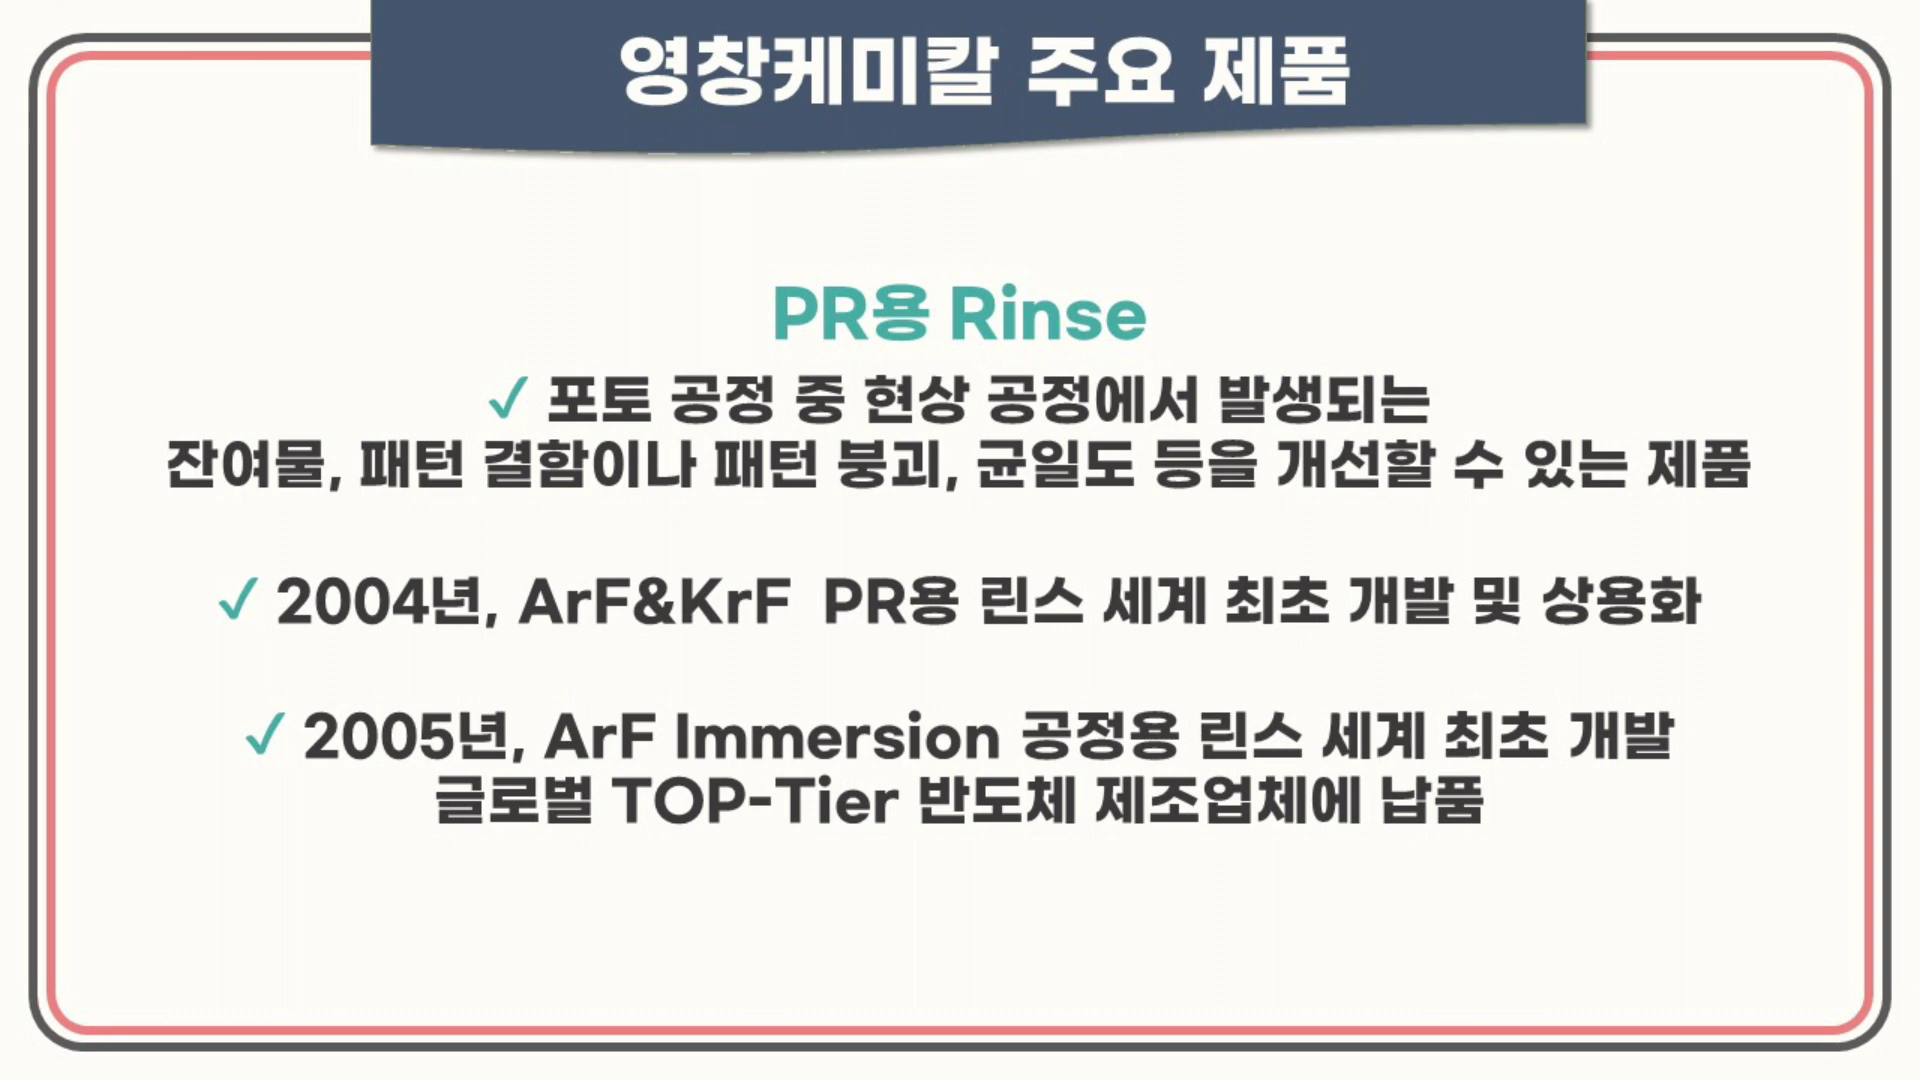 영창케미칼 주요 제품
PR용 Rinse
✓ 포토 공정 중 현상 공정에서 발생되는
잔여물, 패턴 결함이나 패턴 붕괴, 균일도 등을 개선할 수 있는 제품
✓ 2004년, ArF&KrF PR용 린스 세계 최초 개발 및 상용화
✓ 2005년, ArF Immersion 공정용 린스 세계 최초 개발
글로벌 TOP-Tier 반도체 제조업체에 납품